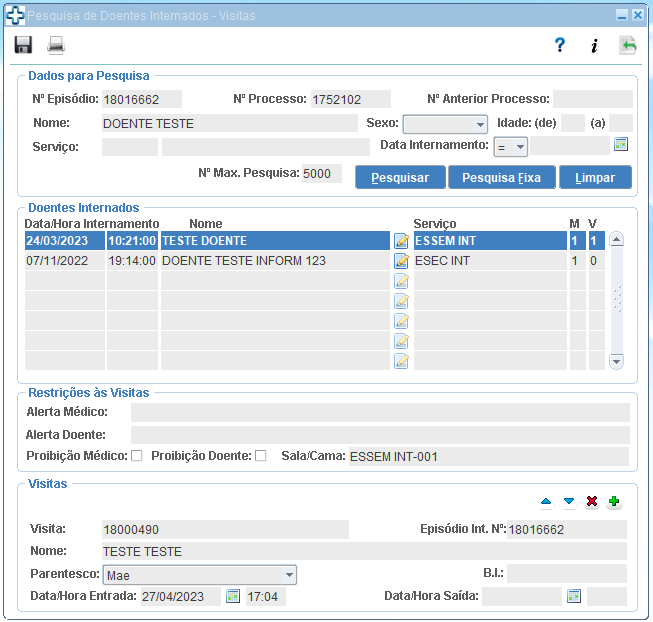 Pesquisa de Doentes Internados - Visitas
? i
Dados para Pesquisa
Nº Episódio: 18016662 Nº Processo: 1752102 Nº Anterior Processo:
Nome: DOENTE TESTE Sexo: Idade: (de) (a)
Serviço: Data Internamento: =
Nº Max. Pesquisa: 5000 Pesquisar Pesquisa Fixa Limpar
Doentes Internados
Data/Hora Internamento Nome Serviço M V
24/03/2023 10:21:00 TESTE DOENTE ESSEM INT 1 1
07/11/2022 19:14:00 DOENTE TESTE INFORM 123 ESEC INT 1 0
Restrições às Visitas
Alerta Médico:
Alerta Doente:
Proibição Médico: Proibição Doente: Sala/Cama: ESSEM INT-001
Visitas
Visita: 18000490 Episódio Int. Nº: 18016662
Nome: TESTE TESTE
Parentesco: Mae B.I.:
Data/Hora Entrada: 27/04/2023 17:04 Data/Hora Saída: